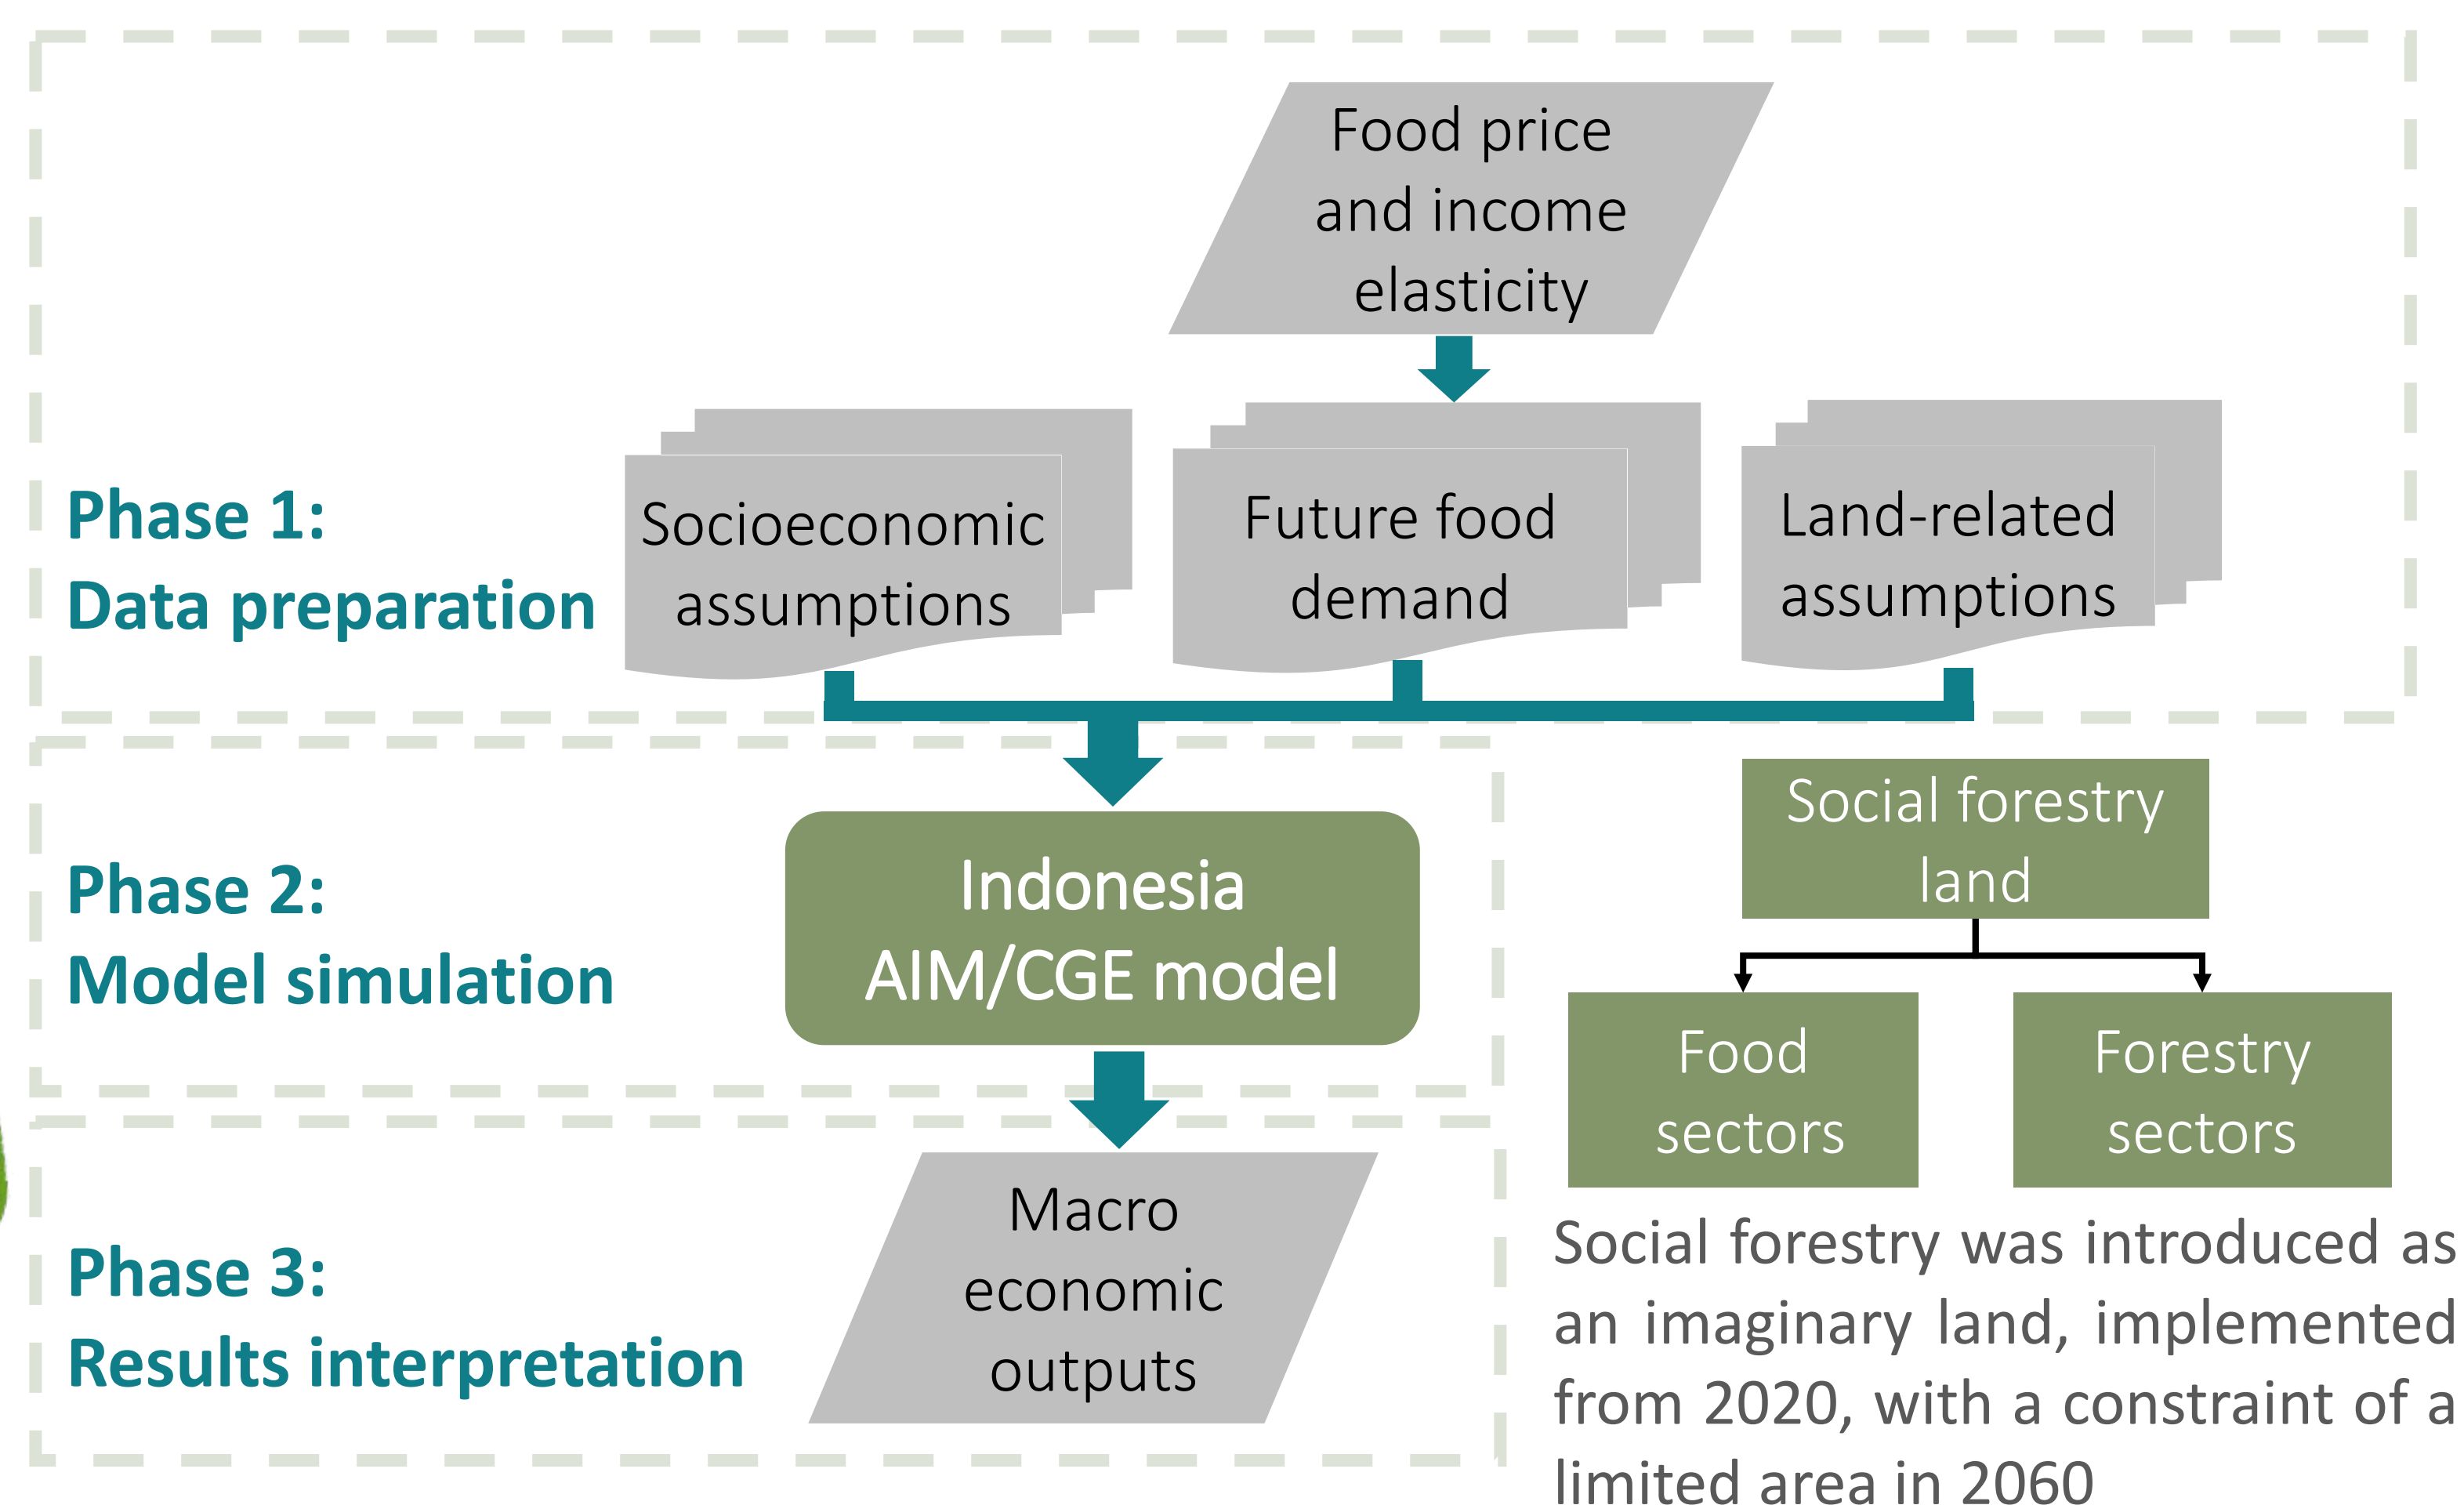 Food price
and income
elasticity
Phase 1:
Data preparation
Socioeconomic
assumptions
Future food
demand
Land-related
assumptions
Phase 2:
Model simulation
Indonesia
AIM/CGE model
Social forestry
land
Food
sectors
Forestry
sectors
Phase 3:
Results interpretation
Macro
economic
outputs
Social forestry was introduced as
an imaginary land, implemented
from 2020, with a constraint of a
limited area in 2060